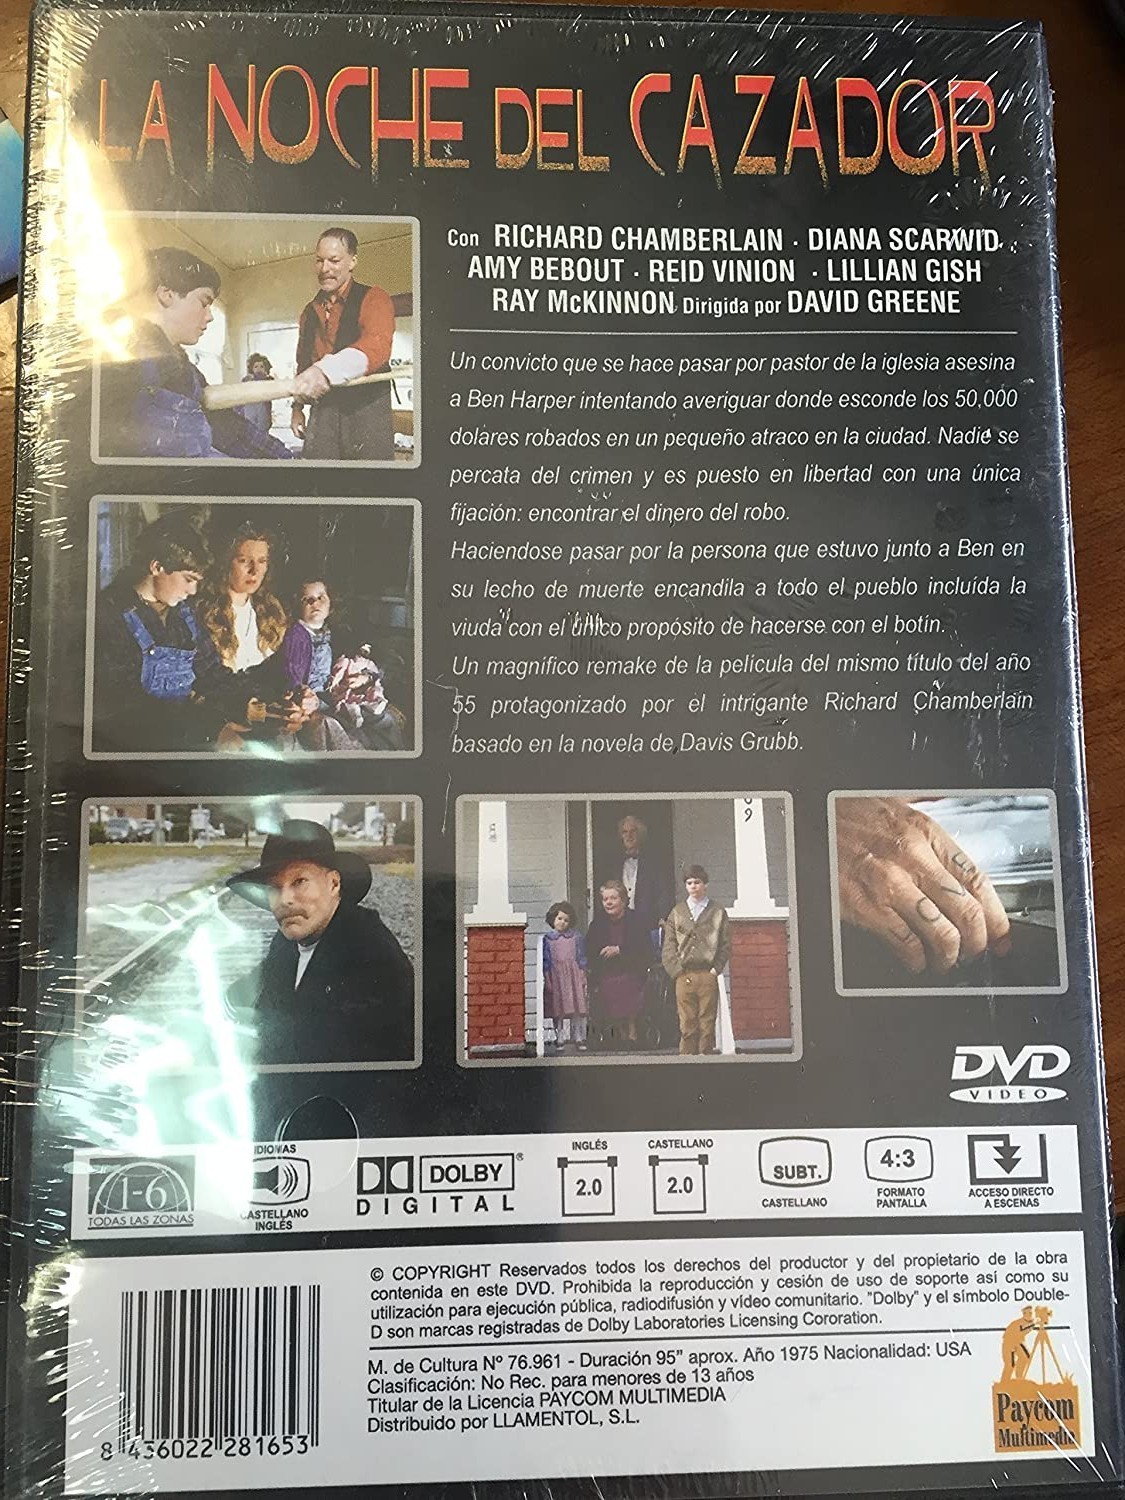 LA NOCHE DEL CAZADOR
Con RICHARD CHAMBERLAIN · DIANA SCARWID ·
AMY BEBOUT · REID VINION · LILLIAN GISH
RAY McKINNON Dirigida por DAVID GREENE
Un convicto que se hace pasar por pastor de la iglesia asesina
a Ben Harper intentando averiguar donde esconde los 50,000
dolares robados en un pequeño atraco en la ciudad. Nadie se
percata del crimen y es puesto en libertad con una única
fijación: encontrar el dinero del robo.
Haciendose pasar por la persona que estuvo junto a Ben en
su lecho de muerte encandila a todo el pueblo incluída la
viuda con el único propósito de hacerse con el botín.
Un magnífico remake de la película del mismo título del año
55 protagonizado por el intrigante Richard Chamberlain
basado en la novela de Davis Grubb.
9
L O V E
DVD
VIDEO
1-6
TODAS LAS ZONAS
IDIOMAS
CASTELLANO
INGLÉS
DOLBY®
DIGITAL
INGLÉS
2.0
CASTELLANO
2.0
SUBT.
CASTELLANO
4:3
FORMATO
PANTALLA
ACCESO DIRECTO
A ESCENAS
© COPYRIGHT Reservados todos los derechos del productor y del propietario de la obra
contenida en este DVD. Prohibida la reproducción y cesión de uso de soporte así como su
utilización para ejecución pública, radiodifusión y vídeo comunitario. "Dolby" y el símbolo Double-
D son marcas registradas de Dolby Laboratories Licensing Cororation.
M. de Cultura Nº 76.961 - Duración 95" aprox. Año 1975 Nacionalidad: USA
Clasificación: No Rec. para menores de 13 años
Titular de la Licencia PAYCOM MULTIMEDIA
Distribuido por LLAMENTOL, S.L.
8 436022 281653
Paycom
Multimedia